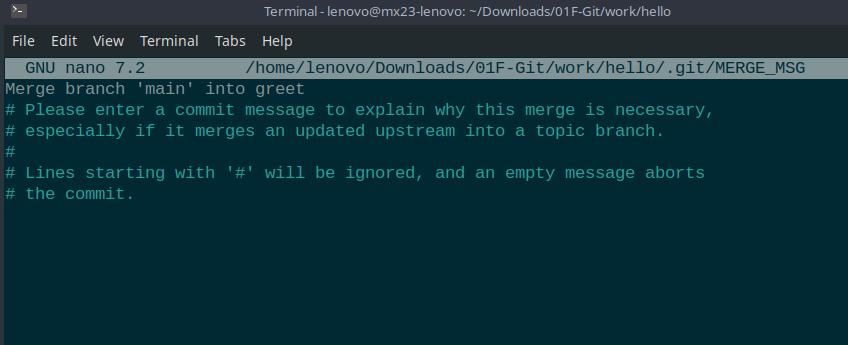 Terminal - lenovo@mx23-lenovo: ~/Downloads/01F-Git/work/hello
File Edit View Terminal Tabs Help
GNU nano 7.2 /home/lenovo/Downloads/01F-Git/work/hello/.git/MERGE_MSG
Merge branch 'main' into greet
# Please enter a commit message to explain why this merge is necessary,
# especially if it merges an updated upstream into a topic branch.
#
# Lines starting with '#' will be ignored, and an empty message aborts
# the commit.